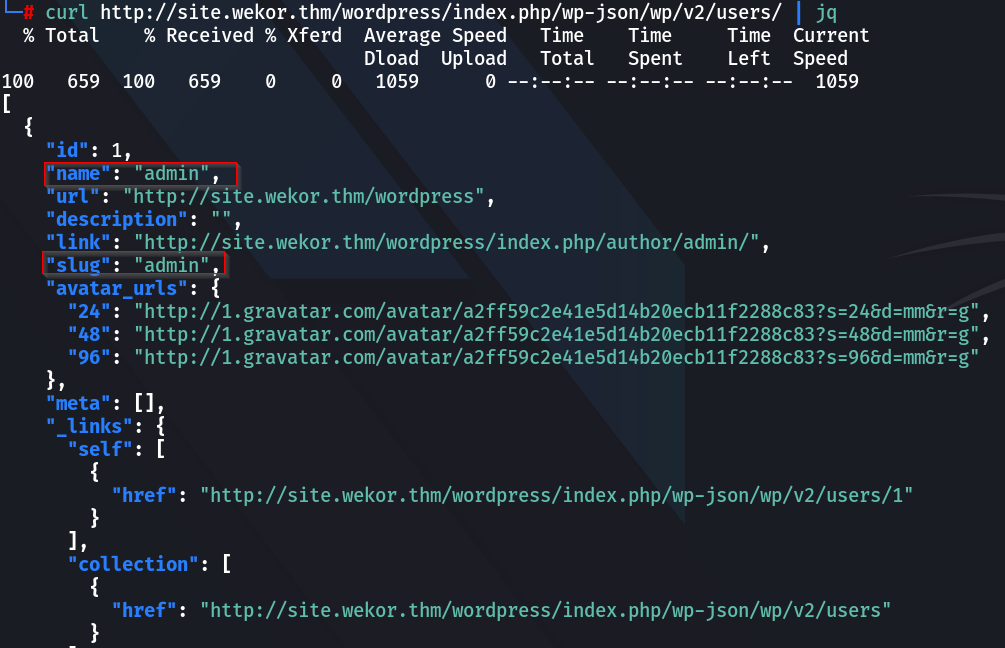 └─# curl http://site.wekor.thm/wordpress/index.php/wp-json/wp/v2/users/ | jq
  % Total    % Received % Xferd  Average Speed   Time    Time     Time  Current
                                 Dload  Upload   Total   Spent    Left  Speed
100   659  100   659    0     0   1059      0 --:--:-- --:--:-- --:--:--  1059
[
  {
    "id": 1,
    "name": "admin",
    "url": "http://site.wekor.thm/wordpress",
    "description": "",
    "link": "http://site.wekor.thm/wordpress/index.php/author/admin/",
    "slug": "admin",
    "avatar_urls": {
      "24": "http://1.gravatar.com/avatar/a2ff59c2e41e5d14b20ecb11f2288c83?s=24&d=mm&r=g",
      "48": "http://1.gravatar.com/avatar/a2ff59c2e41e5d14b20ecb11f2288c83?s=48&d=mm&r=g",
      "96": "http://1.gravatar.com/avatar/a2ff59c2e41e5d14b20ecb11f2288c83?s=96&d=mm&r=g"
    },
    "meta": [],
    "_links": {
      "self": [
        {
          "href": "http://site.wekor.thm/wordpress/index.php/wp-json/wp/v2/users/1"
        }
      ],
      "collection": [
        {
          "href": "http://site.wekor.thm/wordpress/index.php/wp-json/wp/v2/users"
        }